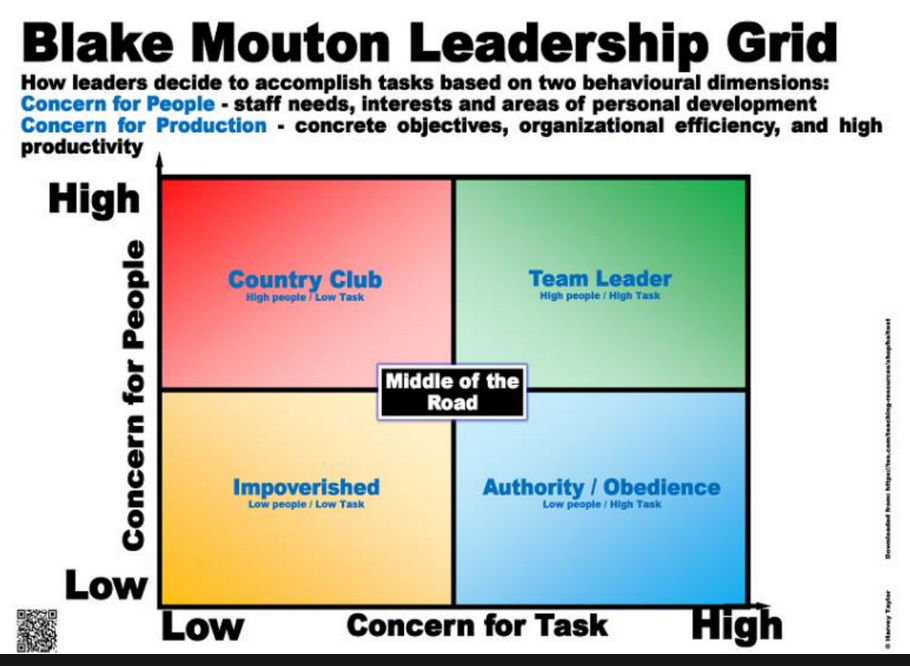 Blake Mouton Leadership Grid
How leaders decide to accomplish tasks based on two behavioural dimensions:
Concern for People - staff needs, interests and areas of personal development
Concern for Production - concrete objectives, organizational efficiency, and high
productivity
High
Concern for People
Low
Country Club
High people / Low Task
Team Leader
High people / High Task
Middle of the
Road
Impoverished
Low people / Low Task
Authority / Obedience
Low people / High Task
Low
Concern for Task
High
© Harvey Taylor
Downloaded from: https://tes.com/teaching-resources/shop/haltest